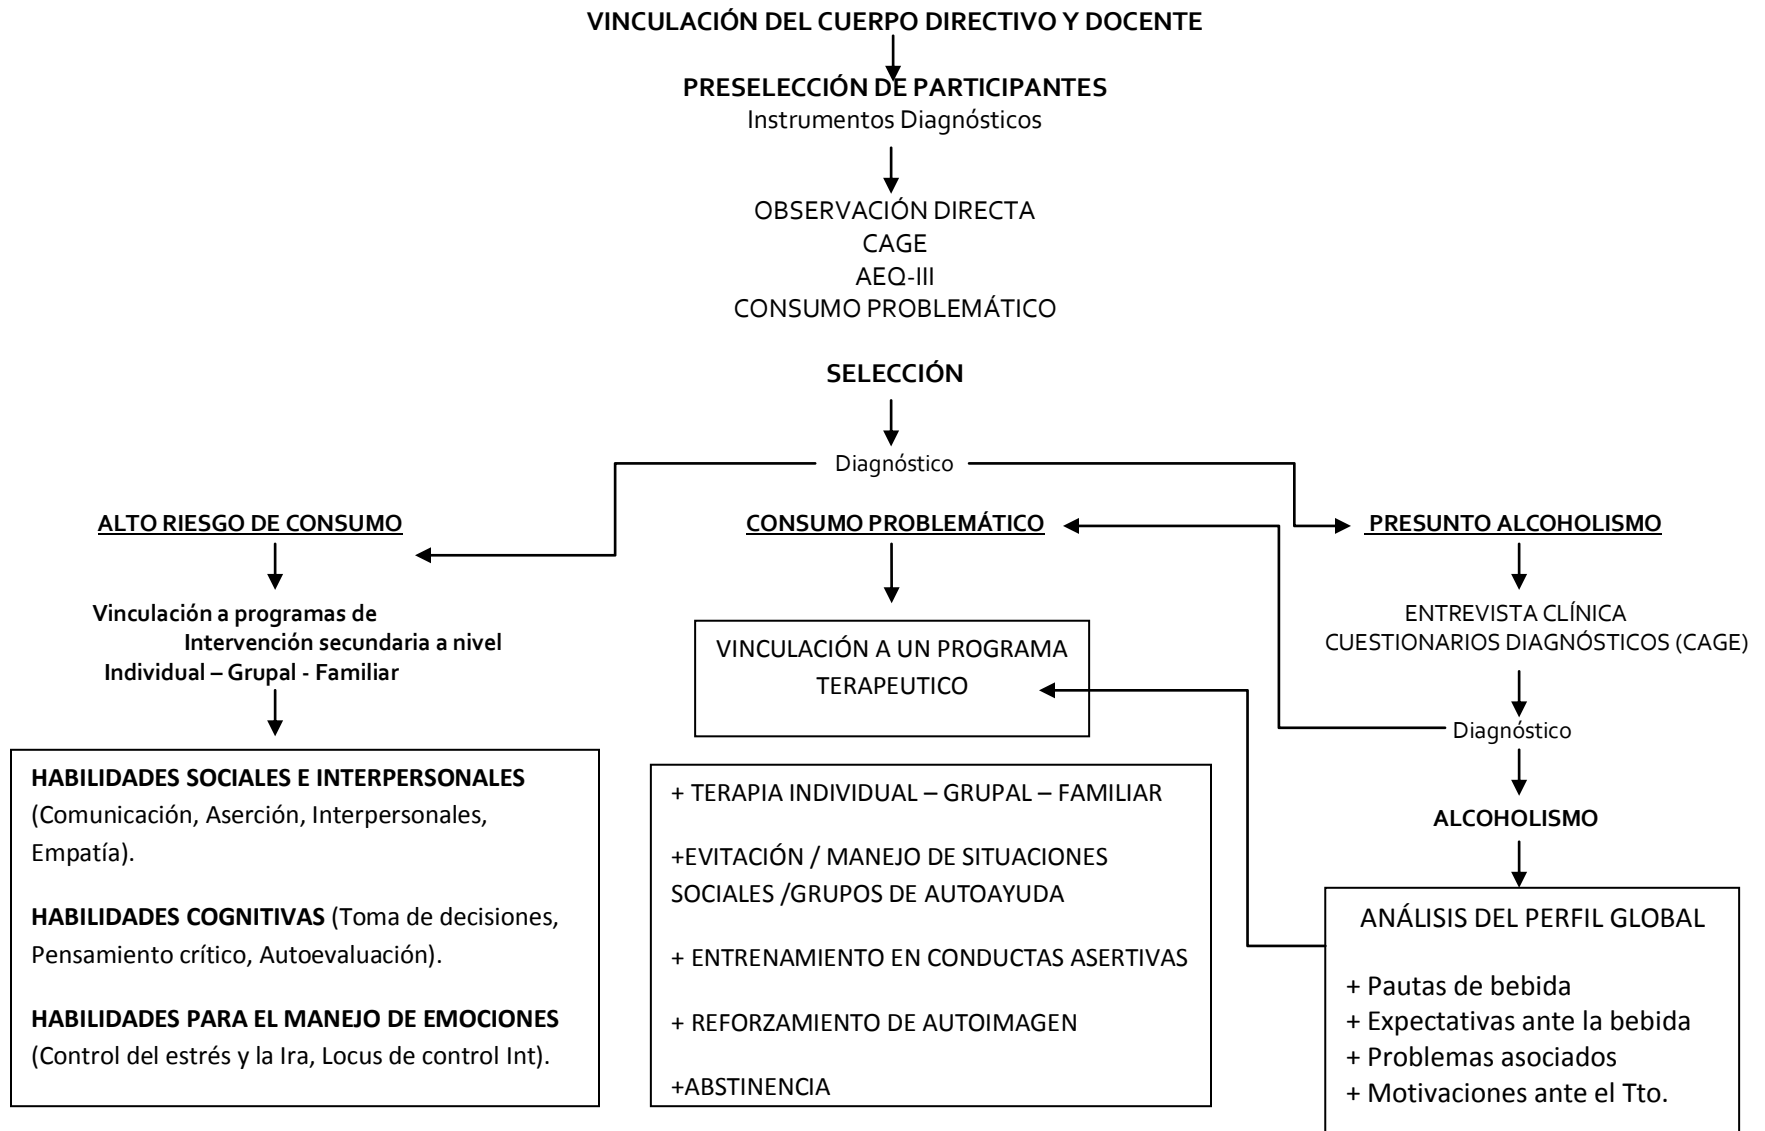 VINCULACIÓN DEL CUERPO DIRECTIVO Y DOCENTE
PRESELECCIÓN DE PARTICIPANTES
Instrumentos Diagnósticos
OBSERVACIÓN DIRECTA
CAGE
AEQ-III
CONSUMO PROBLEMÁTICO
SELECCIÓN
Diagnóstico
ALTO RIESGO DE CONSUMO
Vinculación a programas de
Intervención secundaria a nivel
Individual – Grupal - Familiar
HABILIDADES SOCIALES E INTERPERSONALES
(Comunicación, Aserción, Interpersonales,
Empatía).
HABILIDADES COGNITIVAS (Toma de decisiones,
Pensamiento crítico, Autoevaluación).
HABILIDADES PARA EL MANEJO DE EMOCIONES
(Control del estrés y la Ira, Locus de control Int).
CONSUMO PROBLEMÁTICO
VINCULACIÓN A UN PROGRAMA
TERAPEUTICO
+ TERAPIA INDIVIDUAL – GRUPAL – FAMILIAR
+EVITACIÓN / MANEJO DE SITUACIONES
SOCIALES /GRUPOS DE AUTOAYUDA
+ ENTRENAMIENTO EN CONDUCTAS ASERTIVAS
+ REFORZAMIENTO DE AUTOIMAGEN
+ABSTINENCIA
PRESUNTO ALCOHOLISMO
ENTREVISTA CLÍNICA
CUESTIONARIOS DIAGNÓSTICOS (CAGE)
Diagnóstico
ALCOHOLISMO
ANÁLISIS DEL PERFIL GLOBAL
+ Pautas de bebida
+ Expectativas ante la bebida
+ Problemas asociados
+ Motivaciones ante el Tto.